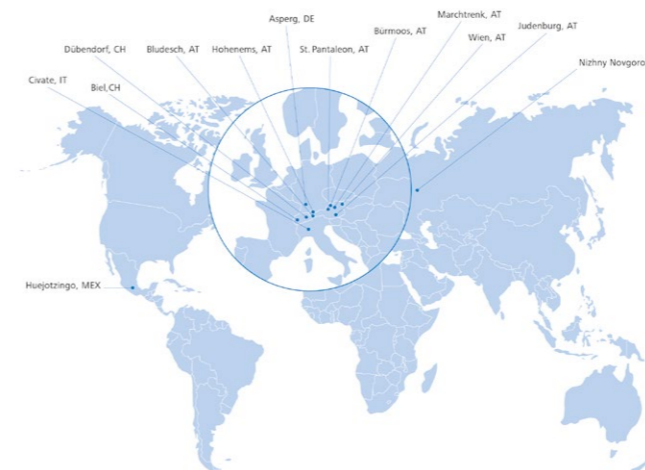 Asperg, DE
Marchtrenk, AT
Bürmoos, AT
Judenburg, AT
Dübendorf, CH
Bludesch, AT
Hohenems, AT
St. Pantaleon, AT
Wien, AT
Nizhny Novgoro
Civate, IT
Biel,CH
Huejotzingo, MEX